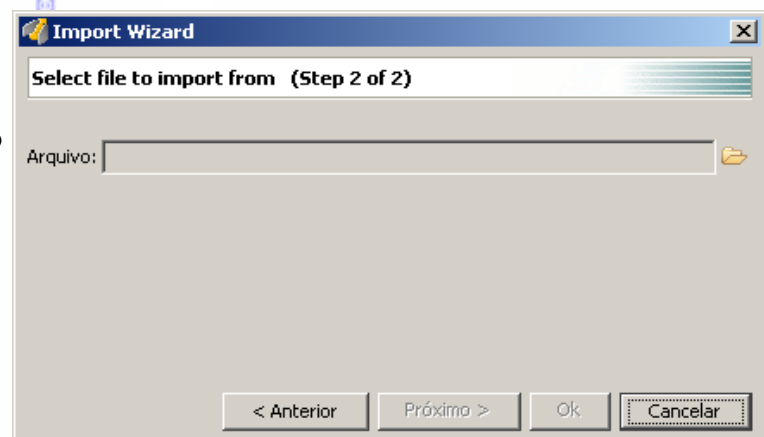 Import Wizard
Select file to import from (Step 2 of 2)
Arquivo:
< Anterior Próximo > Ok Cancelar